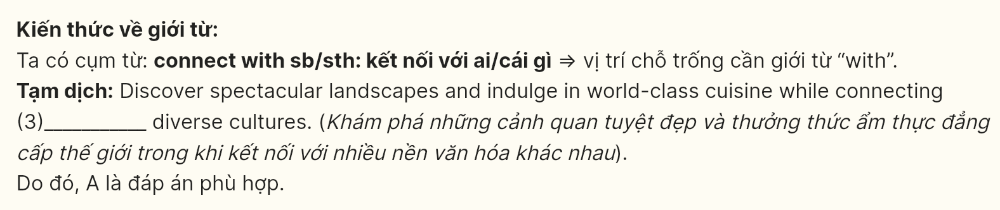 Kiến thức về giới từ:
Ta có cụm từ: connect with sb/sth: kết nối với ai/cái gì ⇒ vị trí chỗ trống cần giới từ “with”.
Tạm dịch: Discover spectacular landscapes and indulge in world-class cuisine while connecting
(3)___________ diverse cultures. (Khám phá những cảnh quan tuyệt đẹp và thưởng thức ẩm thực đẳng
cấp thế giới trong khi kết nối với nhiều nền văn hóa khác nhau).
Do đó, A là đáp án phù hợp.